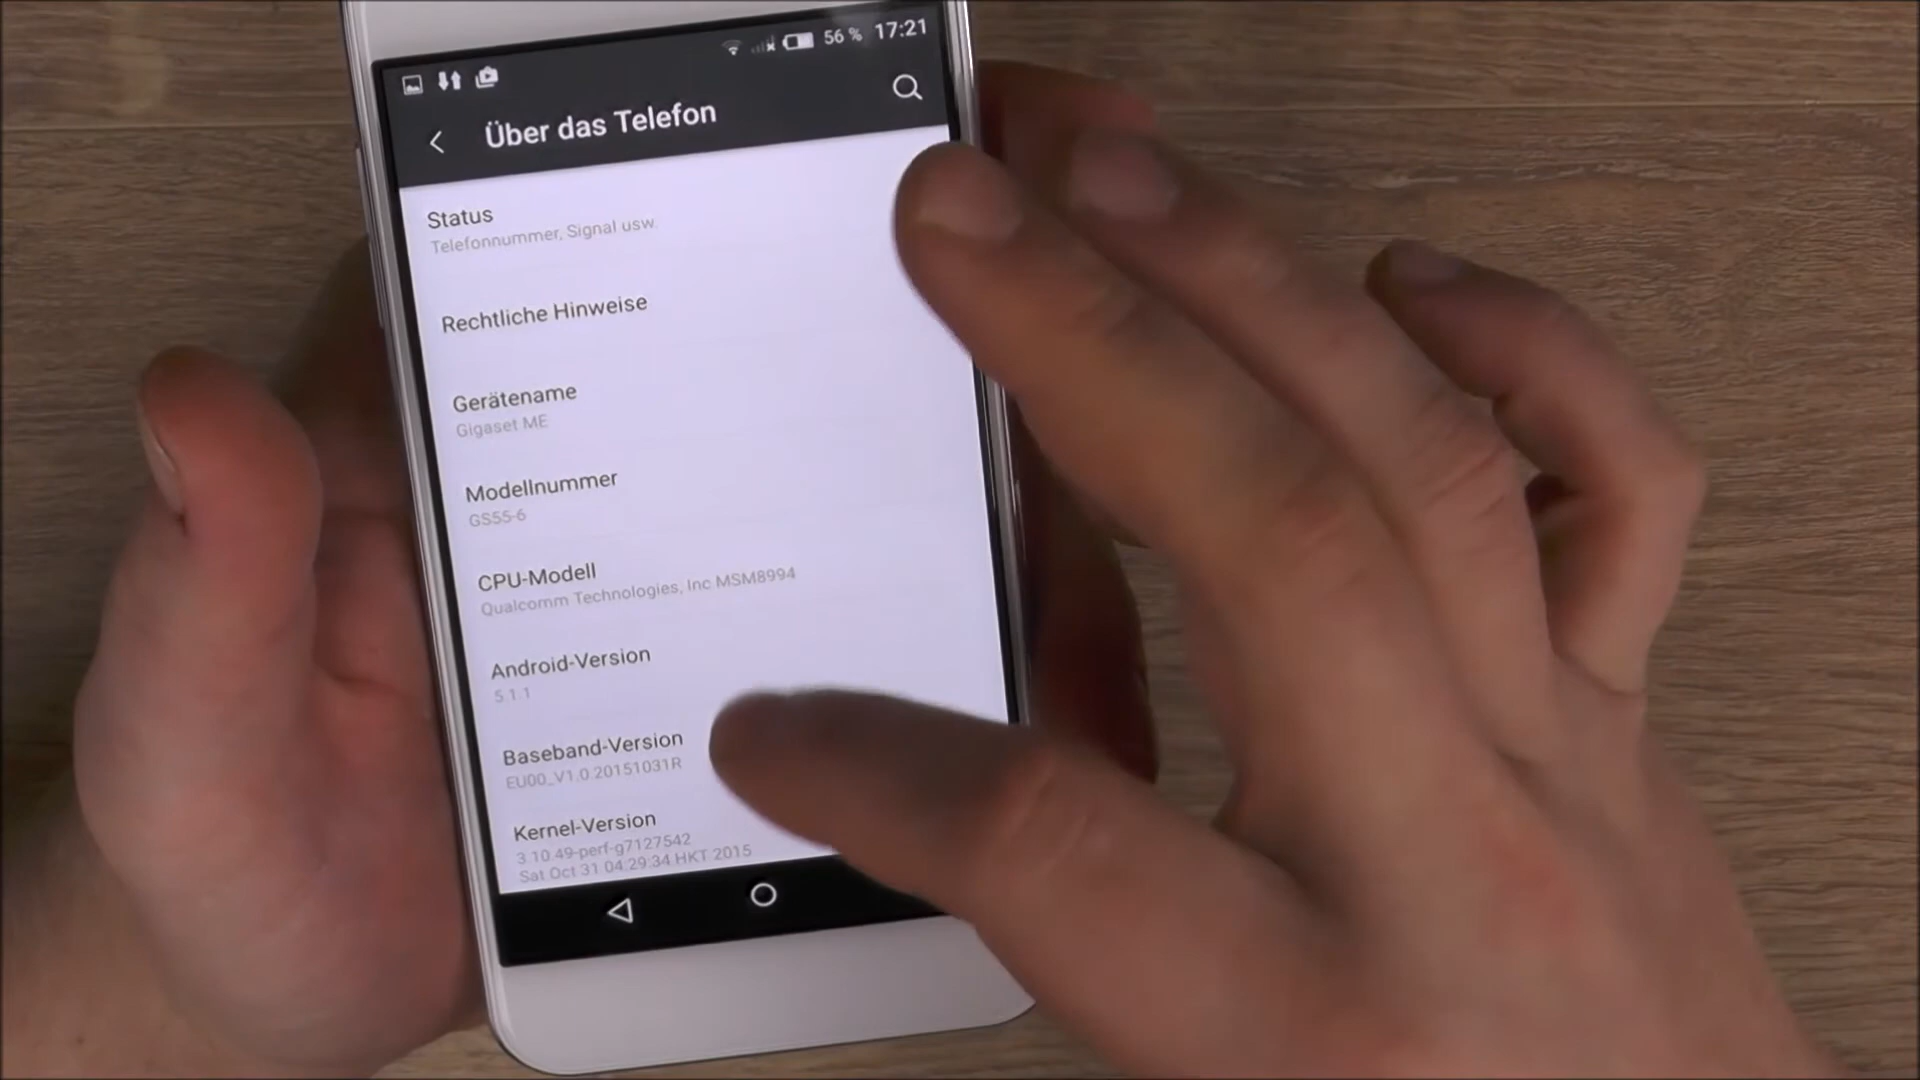 56 % 17:21
Über das Telefon
Status
Telefonnummer, Signal usw.
Rechtliche Hinweise
Gerätename
Gigaset ME
Modellnummer
GS55-6
CPU-Modell
Qualcomm Technologies, Inc MSM8994
Android-Version
5.1.1
Baseband-Version
EU00_V1.0.20151031R
Kernel-Version
3.10.49-perf-g7127542
Sat Oct 31 04:29:34 HKT 2015